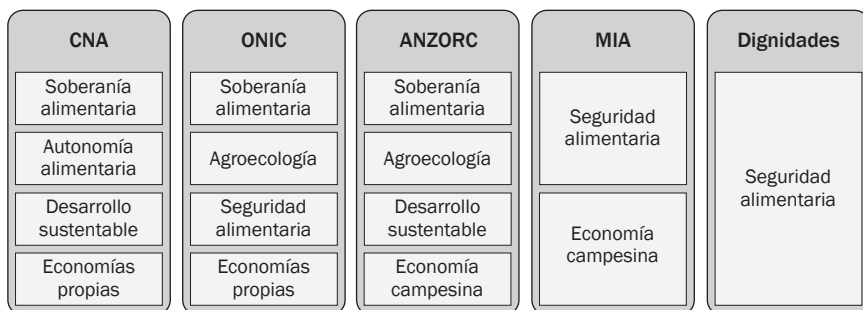 CNA
Soberanía
alimentaria
Autonomía
alimentaria
Desarrollo
sustentable
Economías
propias
ONIC
Soberanía
alimentaria
Agroecología
Seguridad
alimentaria
Economías
propias
ANZORC
Soberanía
alimentaria
Agroecología
Desarrollo
sustentable
Economía
campesina
MIA
Seguridad
alimentaria
Economía
campesina
Dignidades
Seguridad
alimentaria